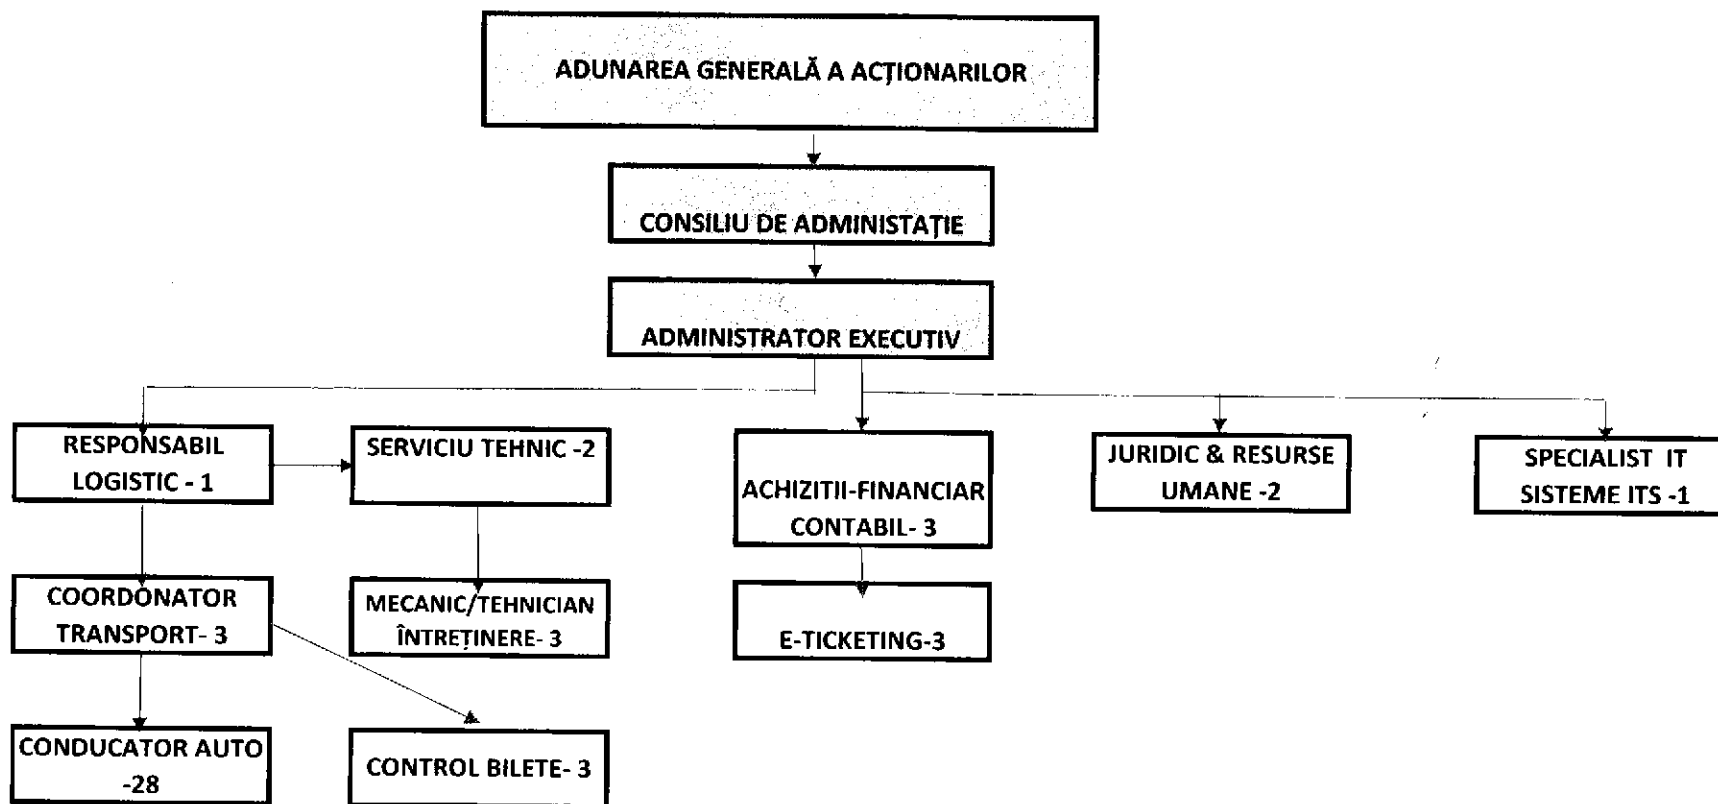 ADUNAREA GENERALĂ A ACȚIONARILOR
CONSILIU DE ADMINISTAȚIE
ADMINISTRATOR EXECUTIV
RESPONSABIL
LOGISTIC - 1
SERVICIU TEHNIC -2
ACHIZITII-FINANCIAR
CONTABIL- 3
JURIDIC & RESURSE
UMANE -2
SPECIALIST IT
SISTEME ITS -1
COORDONATOR
TRANSPORT- 3
MECANIC/TEHNICIAN
ÎNTREȚINERE- 3
E-TICKETING-3
CONDUCATOR AUTO
-28
CONTROL BILETE- 3